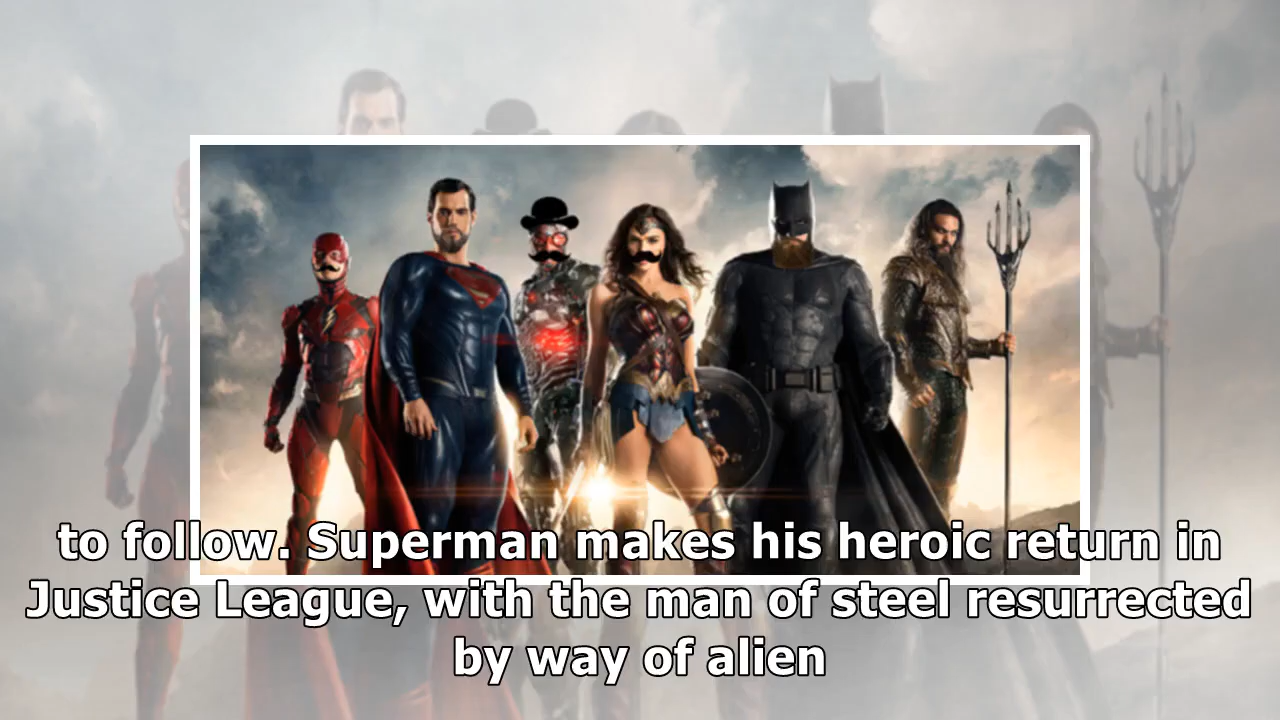 to follow. Superman makes his heroic return in
Justice League, with the man of steel resurrected
by way of alien